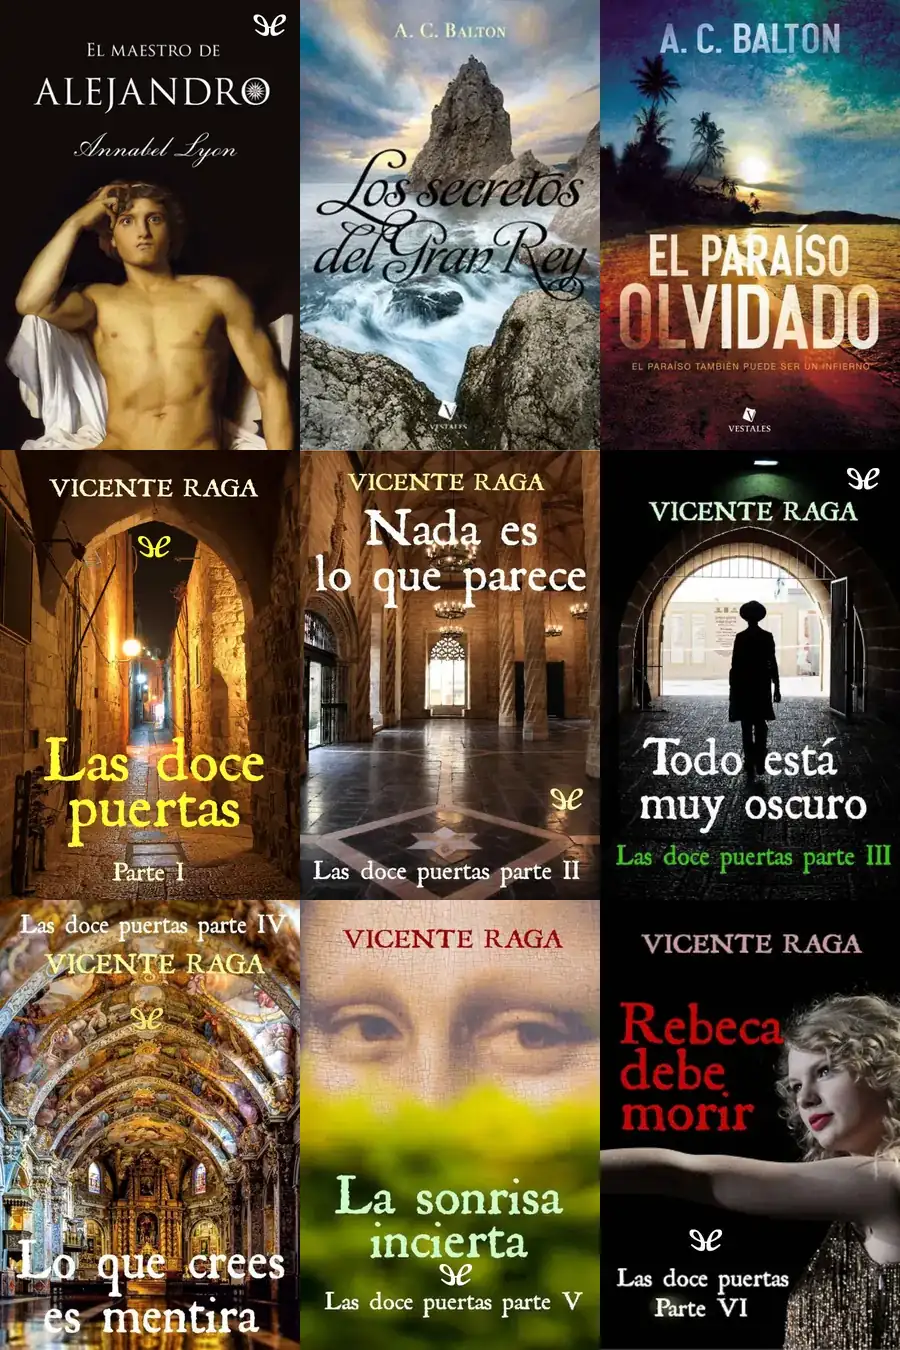 EL MAESTRO DE
ALEJANDRO
Annabel Lyon
A. C. BALTON
Los secretos
del Gran Rey
VESTALES
A. C. BALTON
EL PARAÍSO
OLVIDADO
EL PARAÍSO TAMBIÉN PUEDE SER UN INFIERNO
VESTALES
VICENTE RAGA
Las doce
puertas
Parte I
VICENTE RAGA
Nada es
lo que parece
Las doce puertas parte II
VICENTE RAGA
Todo está
muy oscuro
Las doce puertas parte III
Las doce puertas parte IV
VICENTE RAGA
Lo que crees
es mentira
VICENTE RAGA
La sonrisa
incierta
Las doce puertas parte V
VICENTE RAGA
Rebeca
debe
morir
Las doce puertas
Parte VI